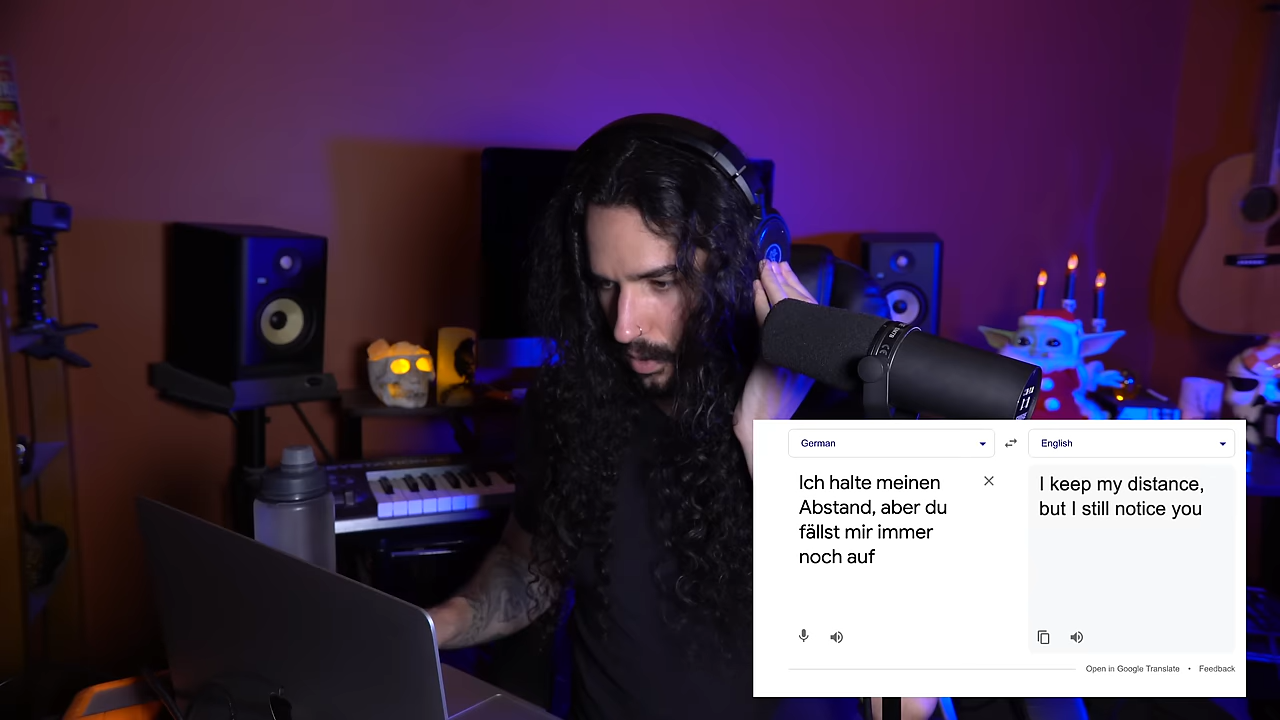 German
English
Ich halte meinen
Abstand, aber du
fällst mir immer
noch auf
I keep my distance,
but I still notice you
Open in Google Translate • Feedback